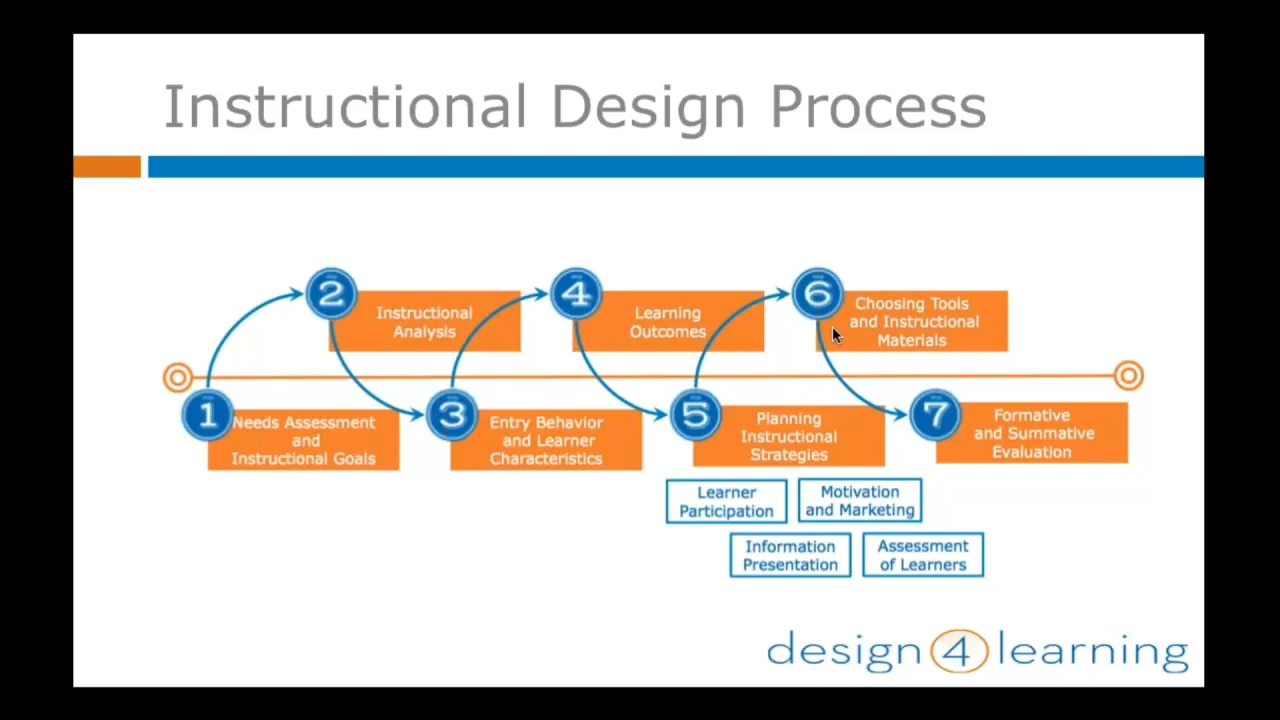 Instructional Design Process
1
Needs Assessment
and
Instructional Goals
2
Instructional
Analysis
3
Entry Behavior
and Learner
Characteristics
4
Learning
Outcomes
5
Planning
Instructional
Strategies
Learner
Participation
Motivation
and Marketing
Information
Presentation
Assessment
of Learners
6
Choosing Tools
and Instructional
Materials
7
Formative
and Summative
Evaluation
design 4 learning